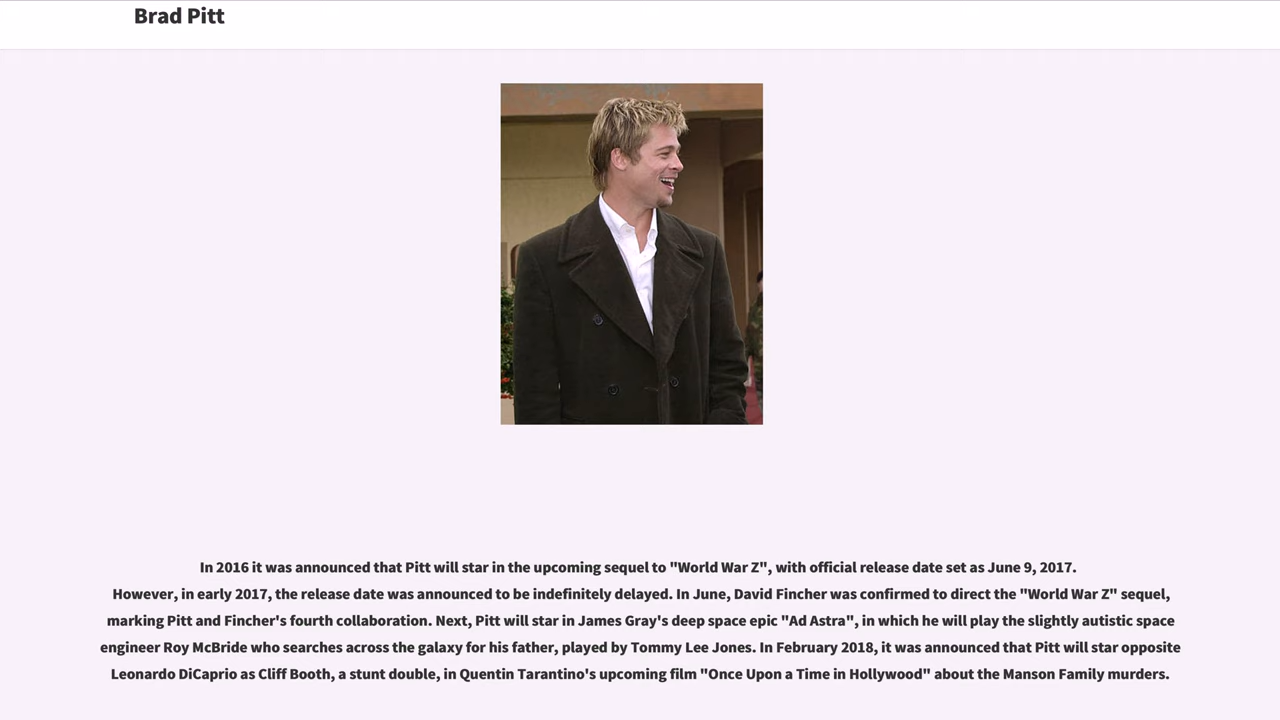 Brad Pitt
In 2016 it was announced that Pitt will star in the upcoming sequel to "World War Z", with official release date set as June 9, 2017.
However, in early 2017, the release date was announced to be indefinitely delayed. In June, David Fincher was confirmed to direct the "World War Z" sequel,
marking Pitt and Fincher's fourth collaboration. Next, Pitt will star in James Gray's deep space epic "Ad Astra", in which he will play the slightly autistic space
engineer Roy McBride who searches across the galaxy for his father, played by Tommy Lee Jones. In February 2018, it was announced that Pitt will star opposite
Leonardo DiCaprio as Cliff Booth, a stunt double, in Quentin Tarantino's upcoming film "Once Upon a Time in Hollywood" about the Manson Family murders.